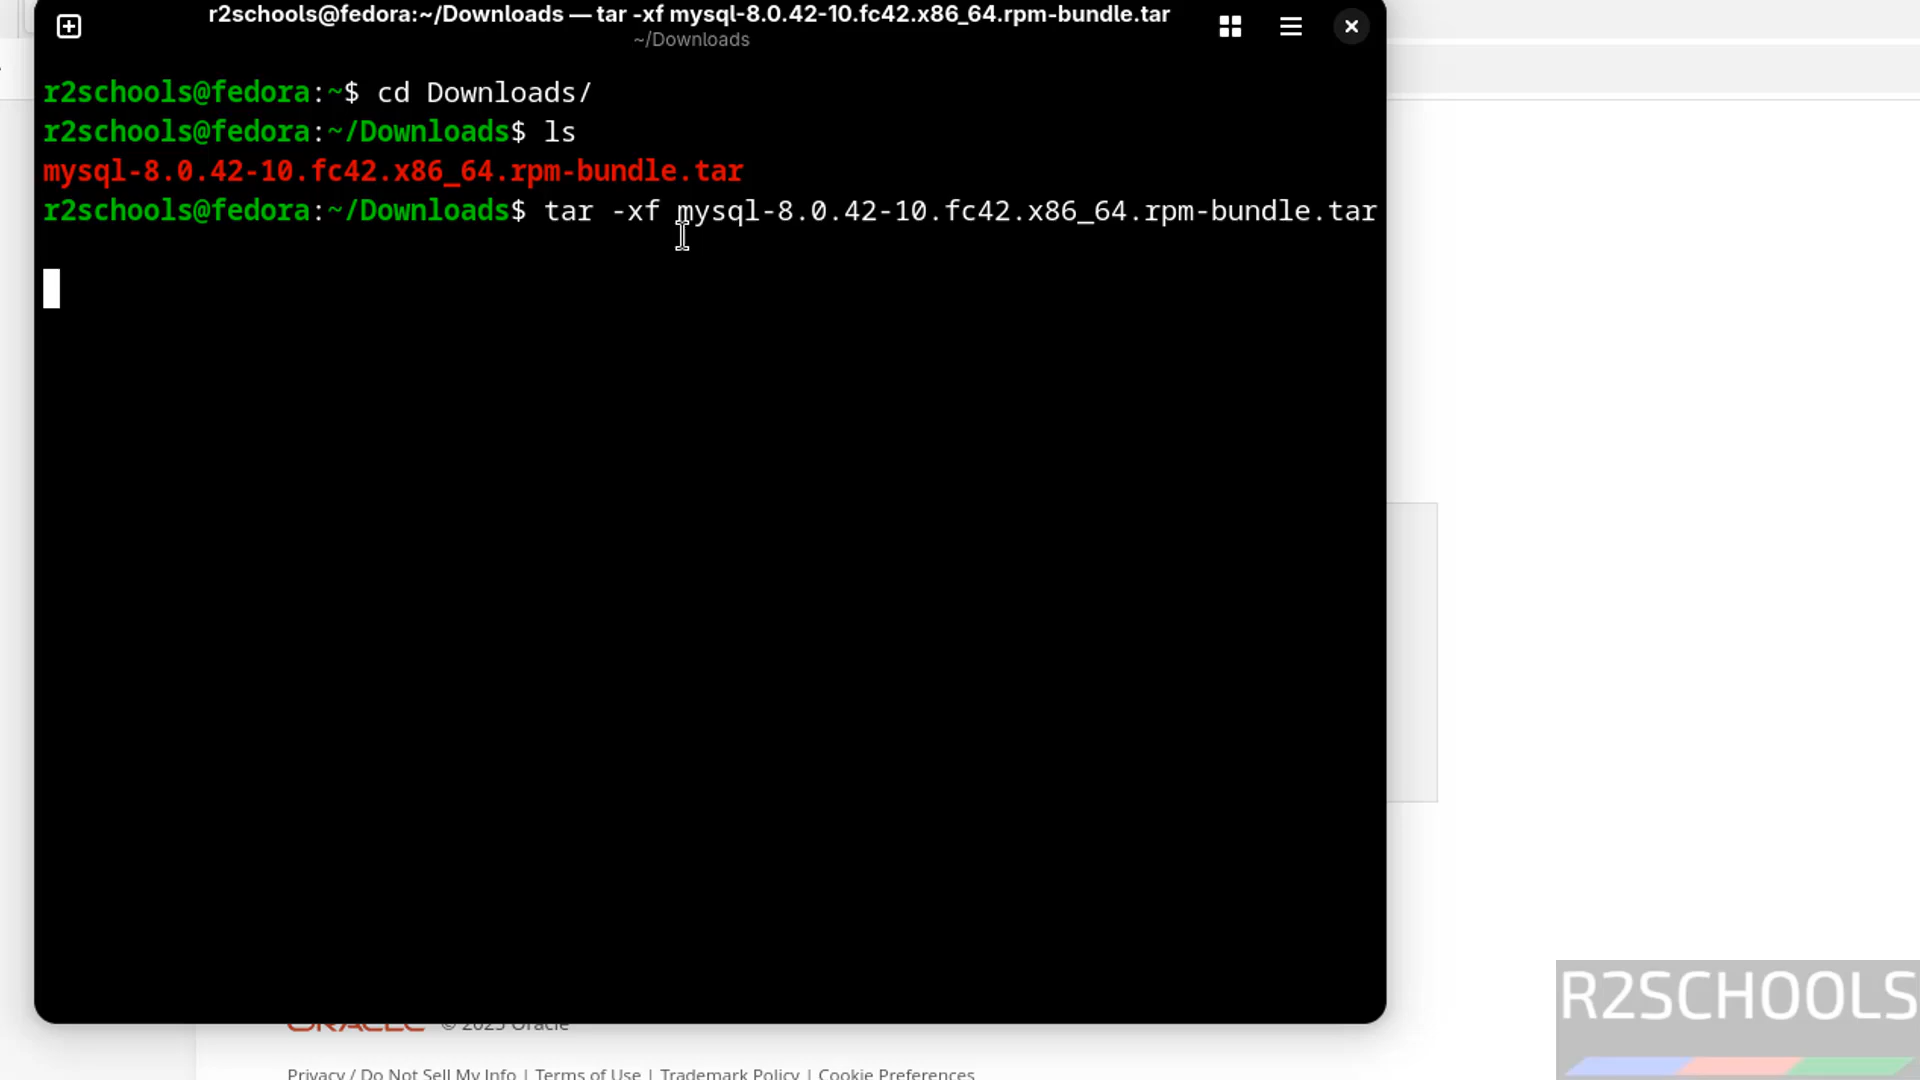 r2schools@fedora:~/Downloads — tar -xf mysql-8.0.42-10.fc42.x86_64.rpm-bundle.tar
~/Downloads
r2schools@fedora:~$ cd Downloads/
r2schools@fedora:~/Downloads$ ls
mysql-8.0.42-10.fc42.x86_64.rpm-bundle.tar
r2schools@fedora:~/Downloads$ tar -xf mysql-8.0.42-10.fc42.x86_64.rpm-bundle.tar
ORACLE © 2025 Oracle
Privacy / Do Not Sell My Info | Terms of Use | Trademark Policy | Cookie Preferences
R2SCHOOLS